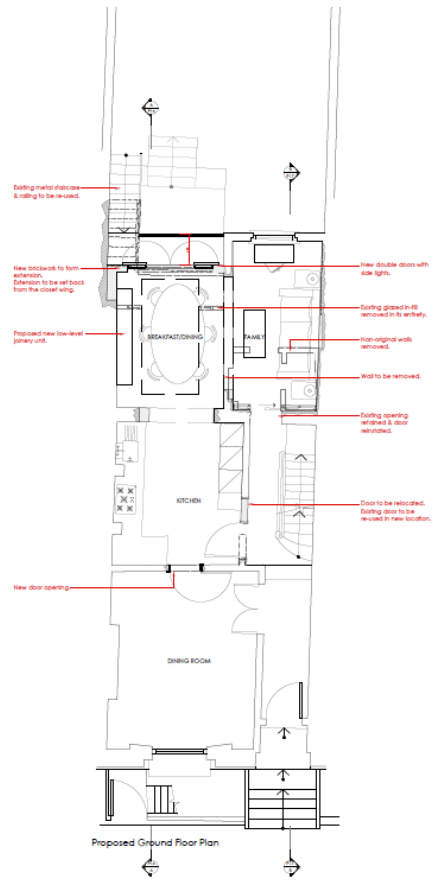 Existing metal staircase
& railing to be re-used.
New brickwork to form
extension.
Extension to be set back
from the closet wing.
New double doors with
side lights.
Existing glazed in-fill
removed in its entirety.
Proposed new low-level
joinery unit.
BREAKFAST/DINING
FAMILY
Non-original walls
removed.
Wall to be removed.
Existing opening
retained & door
reinstated.
KITCHEN
Door to be relocated.
Existing door to be
re-used in new location.
New door opening.
DINING ROOM
Proposed Ground Floor Plan